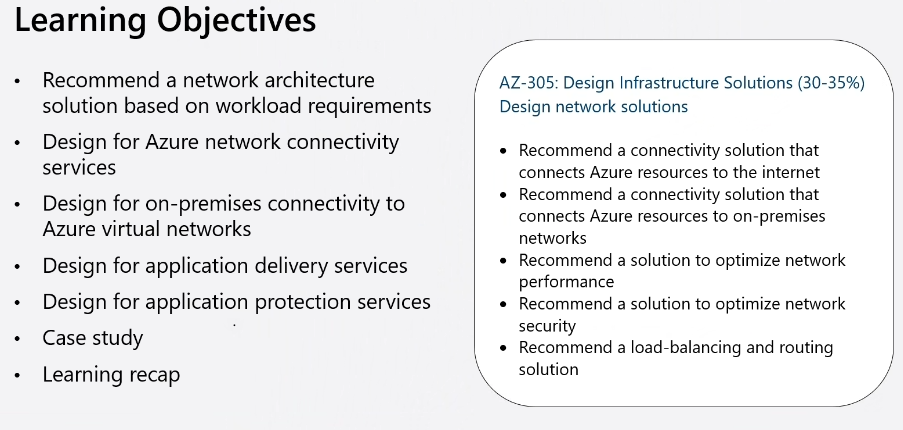 Learning Objectives
• Recommend a network architecture
solution based on workload requirements
• Design for Azure network connectivity
services
• Design for on-premises connectivity to
Azure virtual networks
• Design for application delivery services
• Design for application protection services
• Case study
• Learning recap
AZ-305: Design Infrastructure Solutions (30-35%)
Design network solutions
• Recommend a connectivity solution that
connects Azure resources to the internet
• Recommend a connectivity solution that
connects Azure resources to on-premises
networks
• Recommend a solution to optimize network
performance
• Recommend a solution to optimize network
security
• Recommend a load-balancing and routing
solution